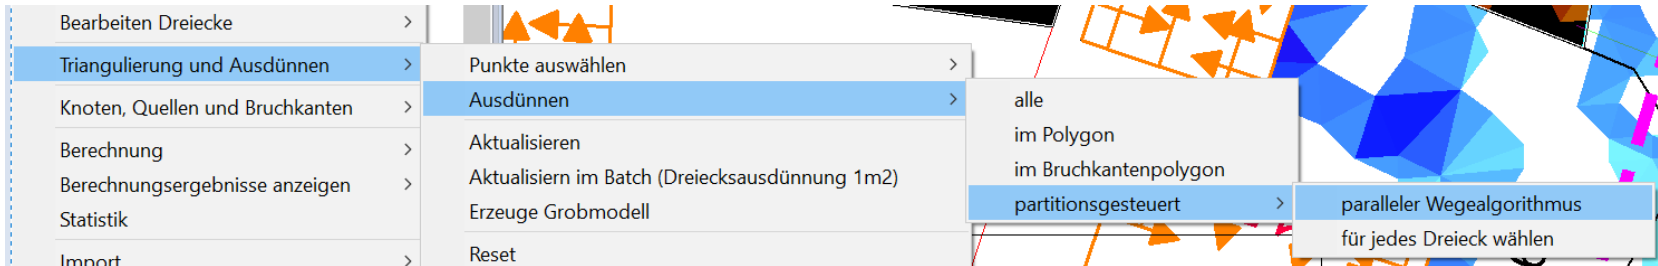 Bearbeiten Dreiecke
Triangulierung und Ausdünnen
Knoten, Quellen und Bruchkanten
Berechnung
Berechnungsergebnisse anzeigen
Statistik
Import
Punkte auswählen
Ausdünnen
Aktualisieren
Aktualisiern im Batch (Dreiecksausdünnung 1m2)
Erzeuge Grobmodell
Reset
alle
im Polygon
im Bruchkantenpolygon
partitionsgesteuert
paralleler Wegealgorithmus
für jedes Dreieck wählen